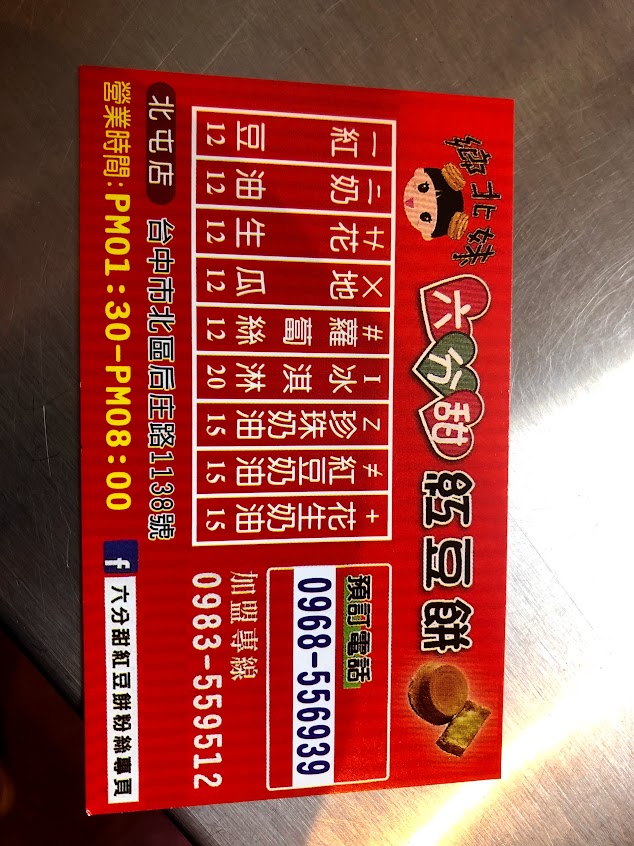 鄉北妹
六分甜 紅豆餅
一 紅豆 12
二 奶油 12
廿 花生 12
X 地瓜 12
# 蘿蔔絲 12
I 冰淇淋 20
Z 珍珠奶油 15
≠ 紅豆奶油 15
+ 花生奶油 15
預訂電話
0968-556939
加盟專線
0983-559512
北屯店 台中市北區后庄路1138號
營業時間:PM01:30-PM08:00
f 六分甜紅豆餅粉絲專頁